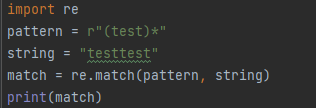 import re
pattern = r"(test)*"
string = "testtest"
match = re.match(pattern, string)
print(match)